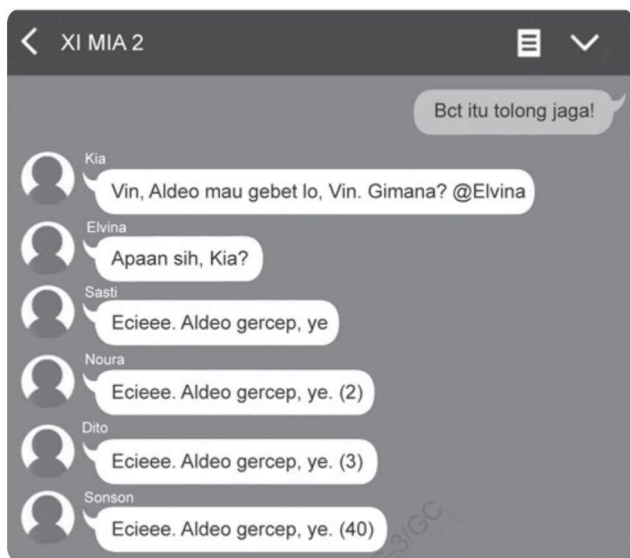 XI MIA 2
Bct itu tolong jaga!
Kia
Vin, Aldeo mau gebet lo, Vin. Gimana? @Elvina
Elvina
Apaan sih, Kia?
Sasti
Ecieee. Aldeo gercep, ye
Noura
Ecieee. Aldeo gercep, ye. (2)
Dito
Ecieee. Aldeo gercep, ye. (3)
Sonson
Ecieee. Aldeo gercep, ye. (40)